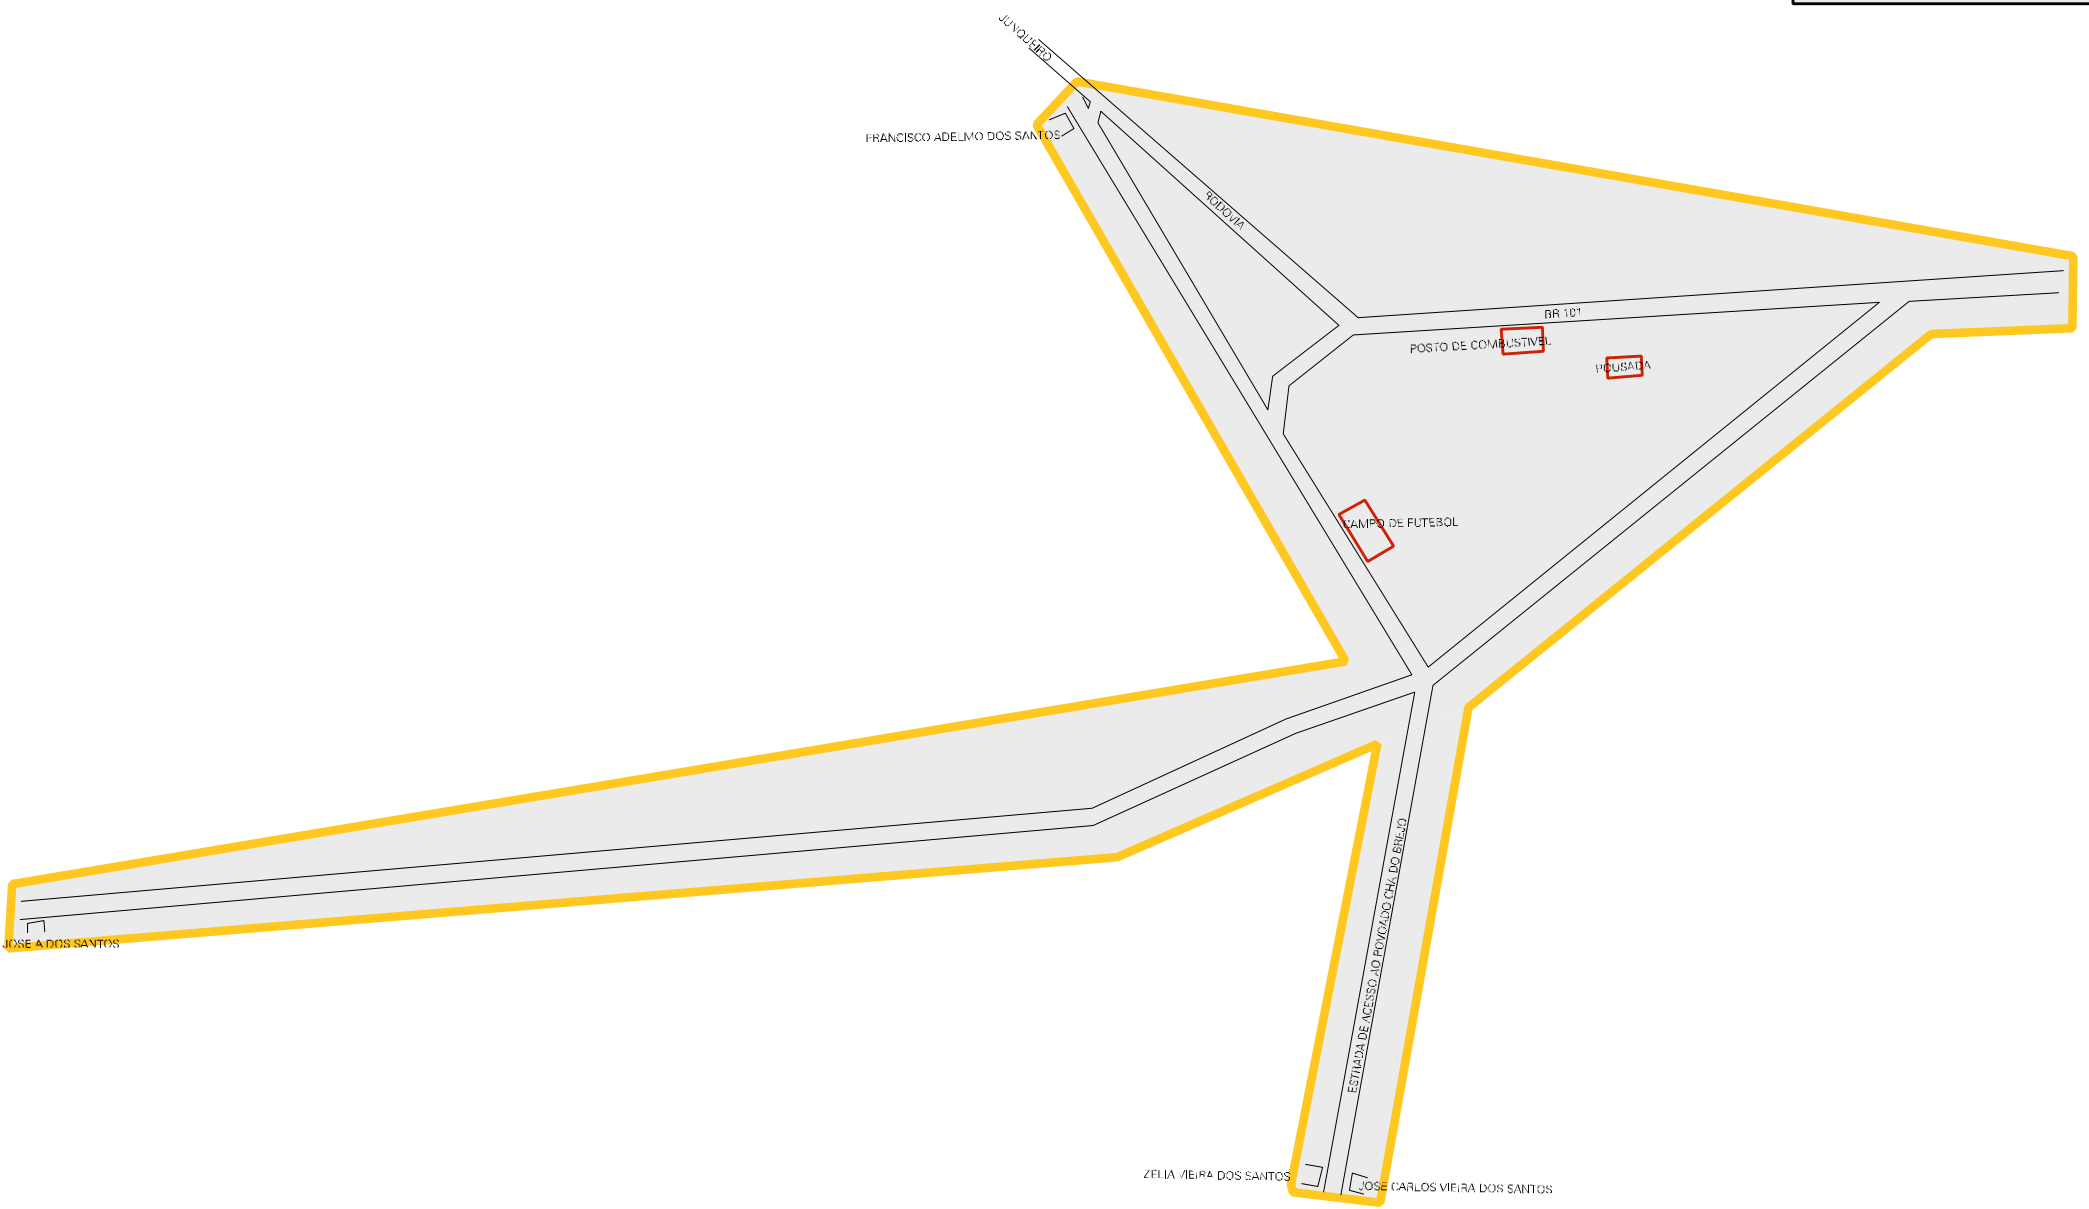 JUNQUEIRO
FRANCISCO ADELMO DOS SANTOS
RODOVIA
BR 101
POSTO DE COMBUSTIVEL
POUSADA
CAMPO DE FUTEBOL
ESTRADA DE ACESSO AO POVOADO CHA DO BREJO
JOSE A DOS SANTOS
ZELIA VIEIRA DOS SANTOS
JOSE CARLOS VIEIRA DOS SANTOS